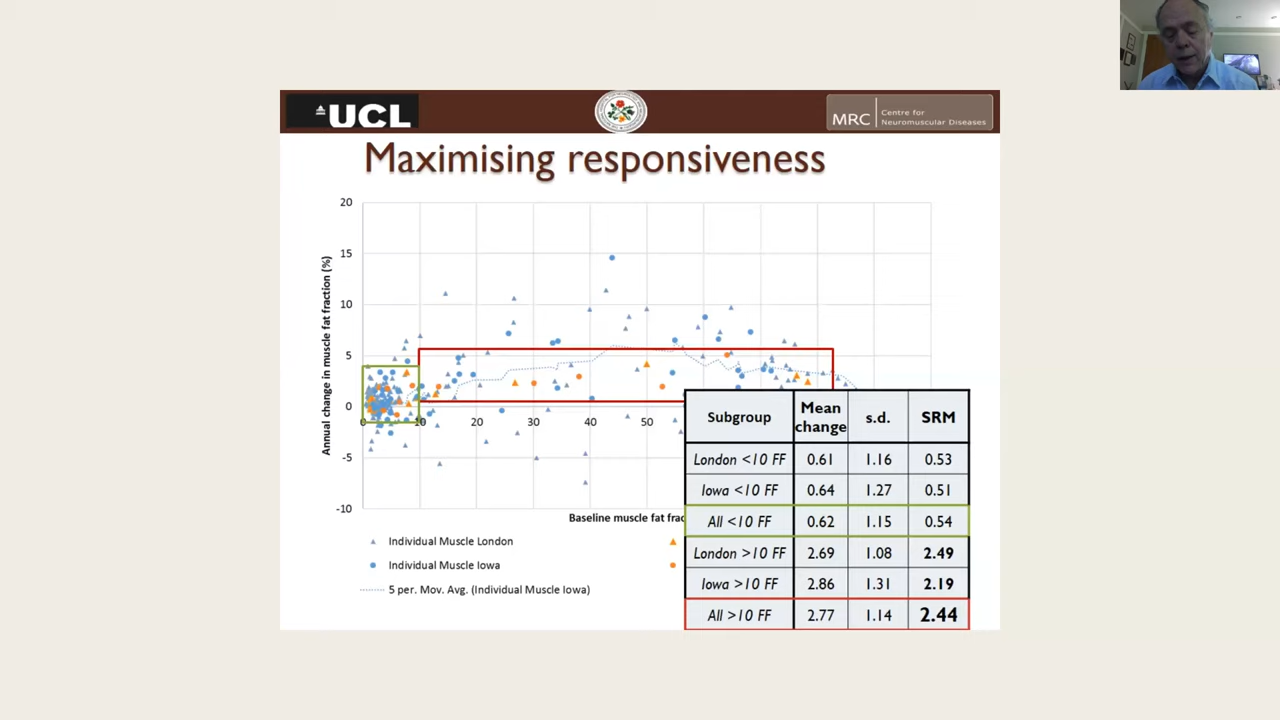 UCL
MRC
Centre for
Neuromuscular Diseases
Maximising responsiveness
Annual change in muscle fat fraction (%)
20
15
10
5
0
-5
-10
0
10
20
30
40
50
Baseline muscle fat frac
Individual Muscle London
Individual Muscle Iowa
5 per. Mov. Avg. (Individual Muscle Iowa)
Subgroup Mean change s.d. SRM
London <10 FF 0.61 1.16 0.53
Iowa <10 FF 0.64 1.27 0.51
All <10 FF 0.62 1.15 0.54
London >10 FF 2.69 1.08 2.49
Iowa >10 FF 2.86 1.31 2.19
All >10 FF 2.77 1.14 2.44